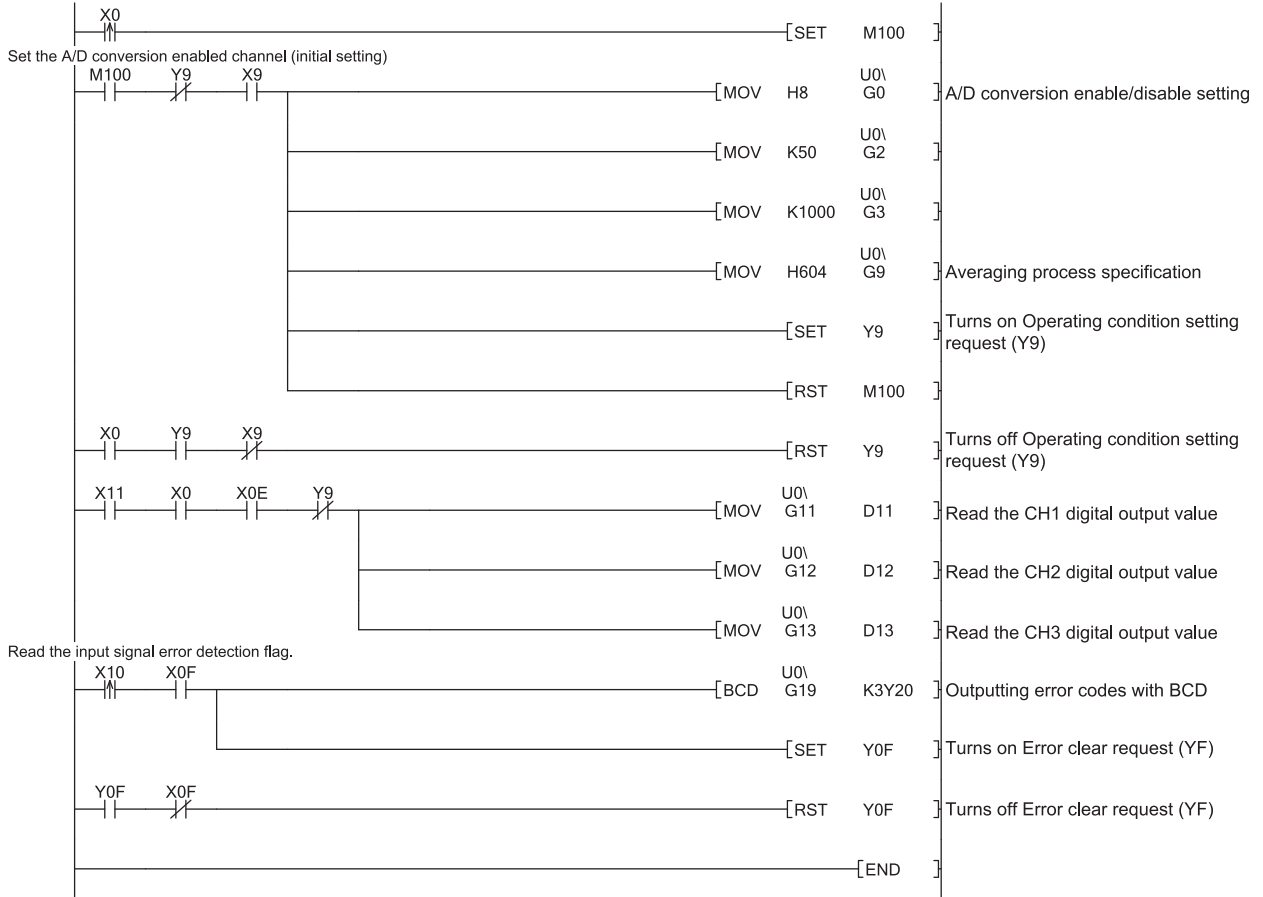 X0
[SET M100 ]
Set the A/D conversion enabled channel (initial setting)
M100 Y9 X9
[MOV H8 U0\ G0 ] A/D conversion enable/disable setting
[MOV K50 U0\ G2 ]
[MOV K1000 U0\ G3 ]
[MOV H604 U0\ G9 ] Averaging process specification
[SET Y9 ] Turns on Operating condition setting
request (Y9)
[RST M100 ]
X0 Y9 X9
[RST Y9 ] Turns off Operating condition setting
request (Y9)
X11 X0 X0E Y9
[MOV U0\ G11 D11 ] Read the CH1 digital output value
[MOV U0\ G12 D12 ] Read the CH2 digital output value
[MOV U0\ G13 D13 ] Read the CH3 digital output value
Read the input signal error detection flag.
X10 X0F
[BCD U0\ G19 K3Y20 ] Outputting error codes with BCD
[SET Y0F ] Turns on Error clear request (YF)
Y0F X0F
[RST Y0F ] Turns off Error clear request (YF)
[END ]